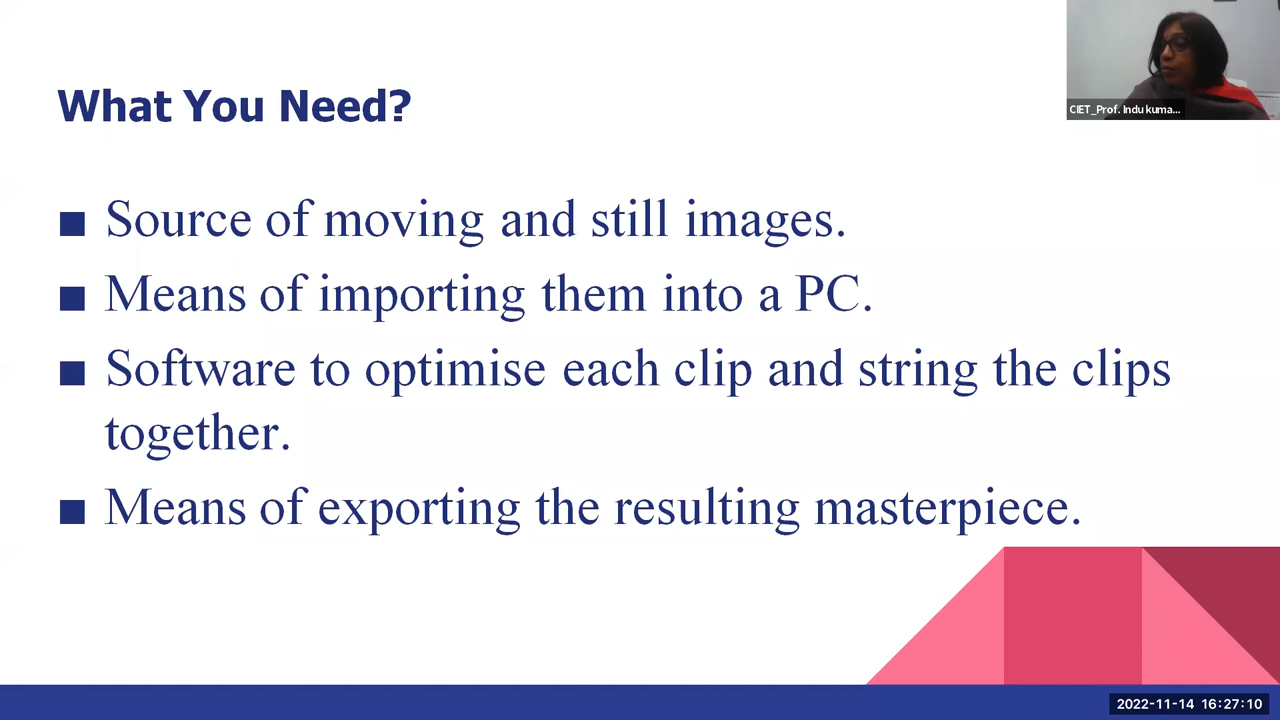 What You Need?
CIET_Prof. Indu kuma...
■ Source of moving and still images.
■ Means of importing them into a PC.
■ Software to optimise each clip and string the clips
together.
■ Means of exporting the resulting masterpiece.
2022-11-14 16:27:10